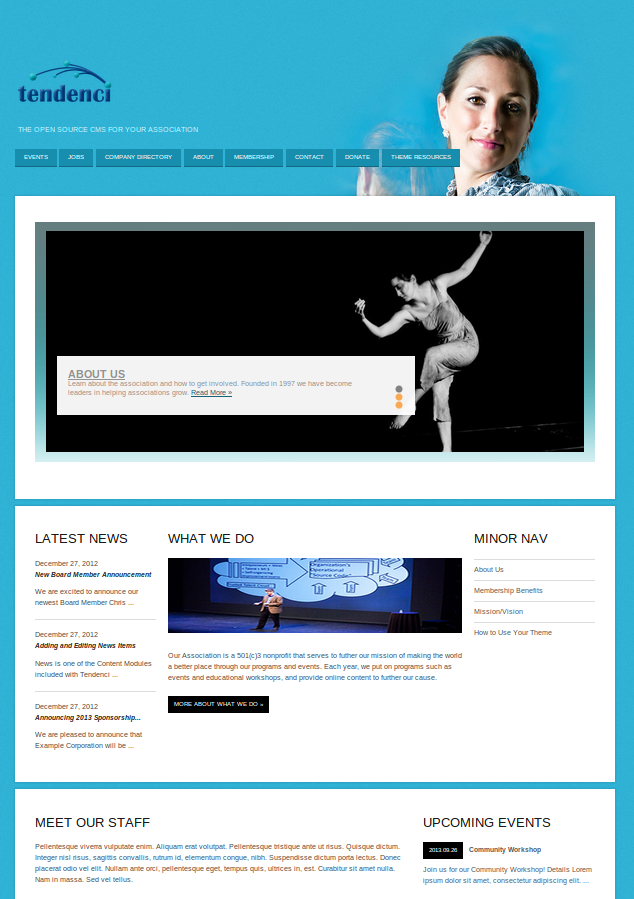 tendenci
THE OPEN SOURCE CMS FOR YOUR ASSOCIATION
EVENTS JOBS COMPANY DIRECTORY ABOUT MEMBERSHIP CONTACT DONATE THEME RESOURCES
ABOUT US
Learn about the association and how to get involved. Founded in 1997 we have become
leaders in helping associations grow. Read More »
LATEST NEWS
December 27, 2012
New Board Member Announcement
We are excited to announce our
newest Board Member Chris ...
December 27, 2012
Adding and Editing News Items
News is one of the Content Modules
included with Tendenci ...
December 27, 2012
Announcing 2013 Sponsorship...
We are pleased to announce that
Example Corporation will be ...
WHAT WE DO
Organization's
Operational
"Source Code"
Our Association is a 501(c)3 nonprofit that serves to futher our mission of making the world
a better place through our programs and events. Each year, we put on programs such as
events and educational workshops, and provide online content to further our cause.
MORE ABOUT WHAT WE DO »
MINOR NAV
About Us
Membership Benefits
Mission/Vision
How to Use Your Theme
MEET OUR STAFF
Pellentesque viverra vulputate enim. Aliquam erat volutpat. Pellentesque tristique ante ut risus. Quisque dictum.
Integer nisl risus, sagittis convallis, rutrum id, elementum congue, nibh. Suspendisse dictum porta lectus. Donec
placerat odio vel elit. Nullam ante orci, pellentesque eget, tempus quis, ultrices in, est. Curabitur sit amet nulla.
Nam in massa. Sed vel tellus.
UPCOMING EVENTS
2013.09.26 Community Workshop
Join us for our Community Workshop! Details Lorem
ipsum dolor sit amet, consectetur adipiscing elit. ...